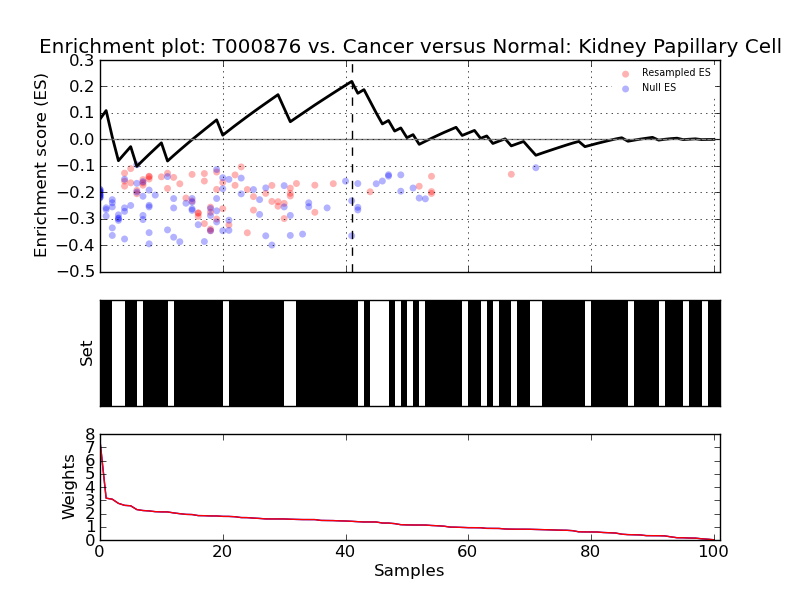 Enrichment plot: T000876 vs. Cancer versus Normal: Kidney Papillary Cell
Enrichment score (ES)
0.3
0.2
0.1
0.0
−0.1
−0.2
−0.3
−0.4
−0.5
Resampled ES
Null ES
Set
Weights
8
7
6
5
4
3
2
1
0
0 20 40 60 80 100
Samples